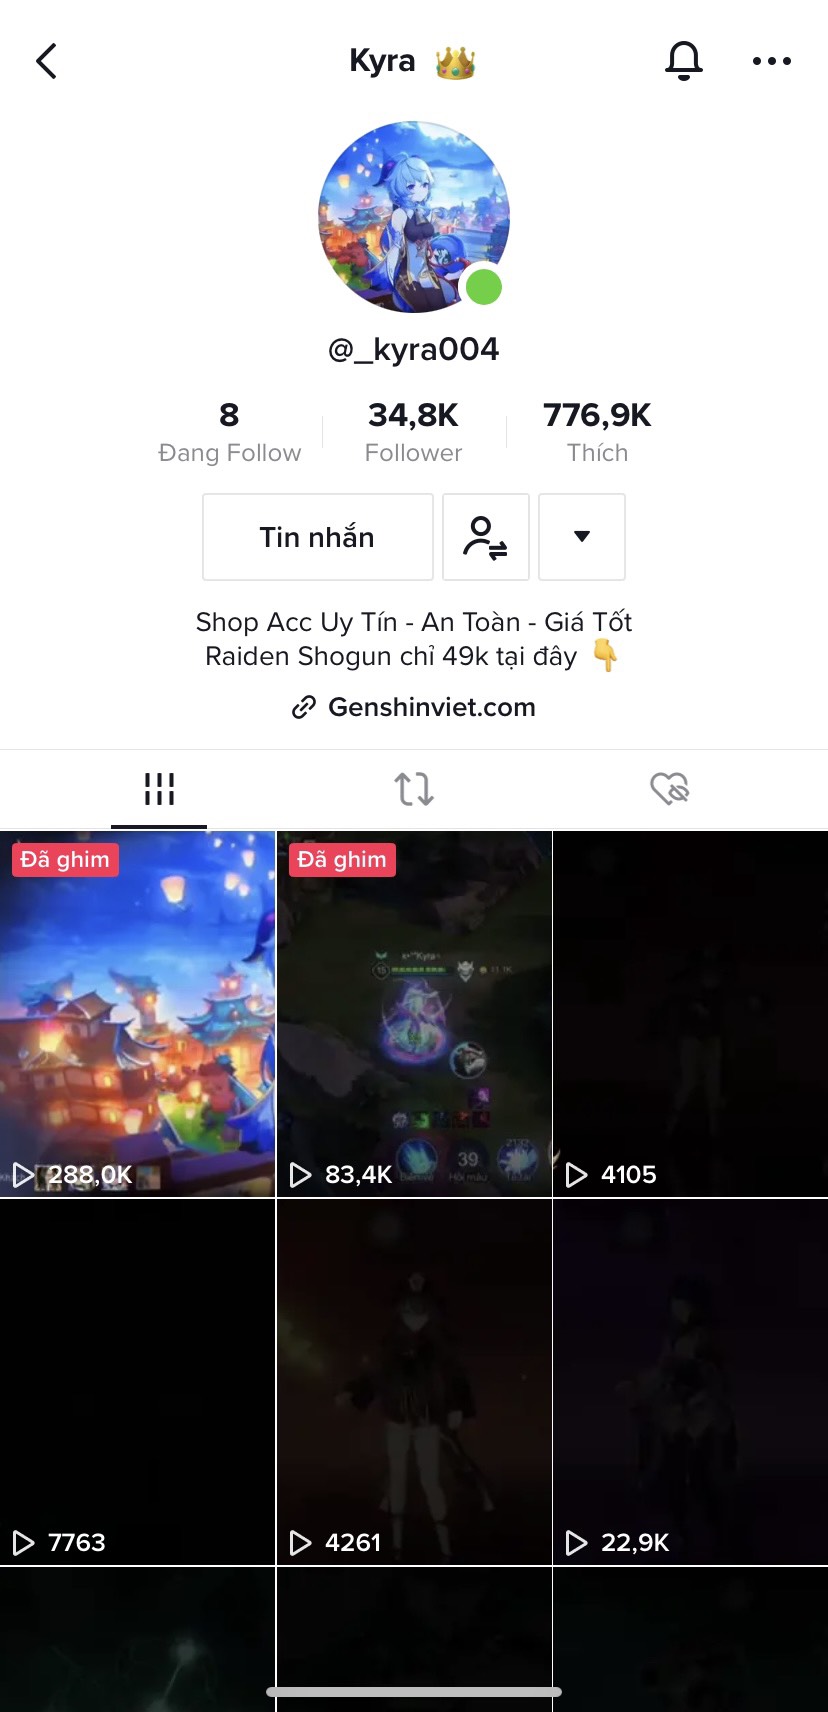 Kyra 👑
@_kyra004
8 34,8K 776,9K
Đang Follow Follower Thích
Tin nhắn
Shop Acc Uy Tín - An Toàn - Giá Tốt
Raiden Shogun chỉ 49k tại đây 👇
Genshinviet.com
Đã ghim Đã ghim
39
288,0K 83,4K 4105
7763 4261 22,9K